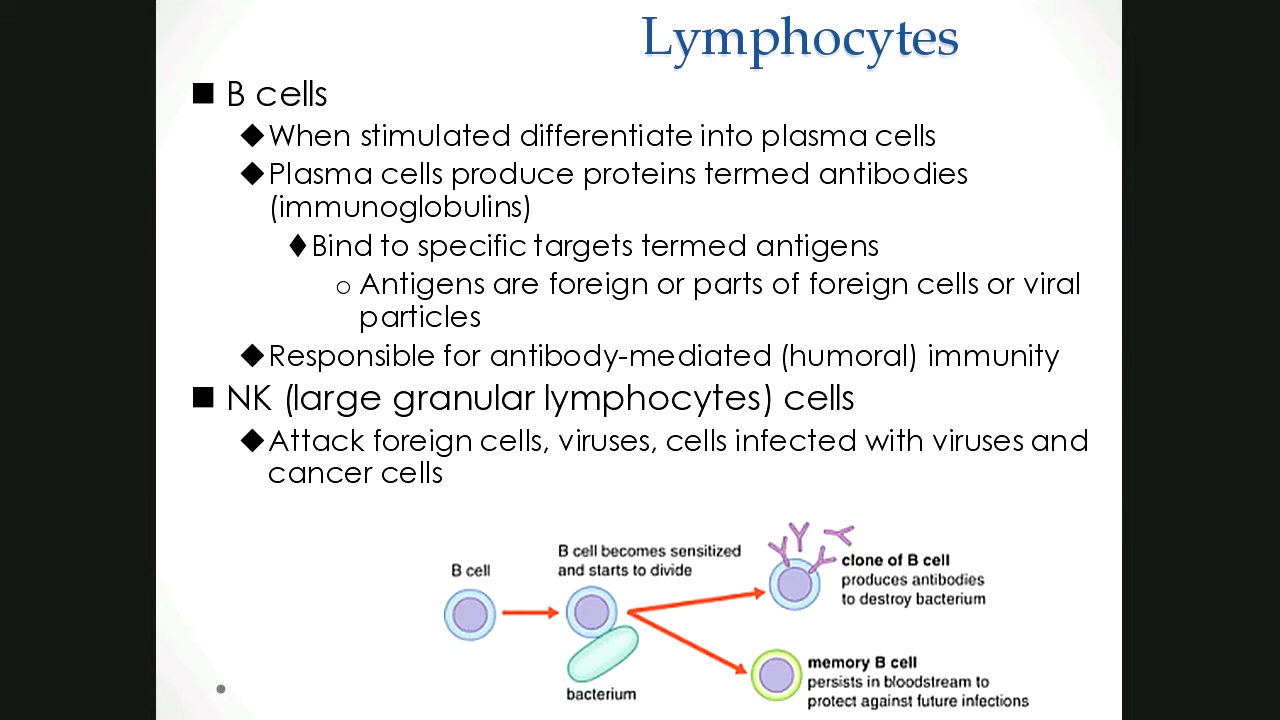 Lymphocytes
■ B cells
◆When stimulated differentiate into plasma cells
◆Plasma cells produce proteins termed antibodies
(immunoglobulins)
♦Bind to specific targets termed antigens
o Antigens are foreign or parts of foreign cells or viral
particles
◆Responsible for antibody-mediated (humoral) immunity
■ NK (large granular lymphocytes) cells
◆Attack foreign cells, viruses, cells infected with viruses and
cancer cells
B cell
B cell becomes sensitized
and starts to divide
bacterium
clone of B cell
produces antibodies
to destroy bacterium
memory B cell
persists in bloodstream to
protect against future infections